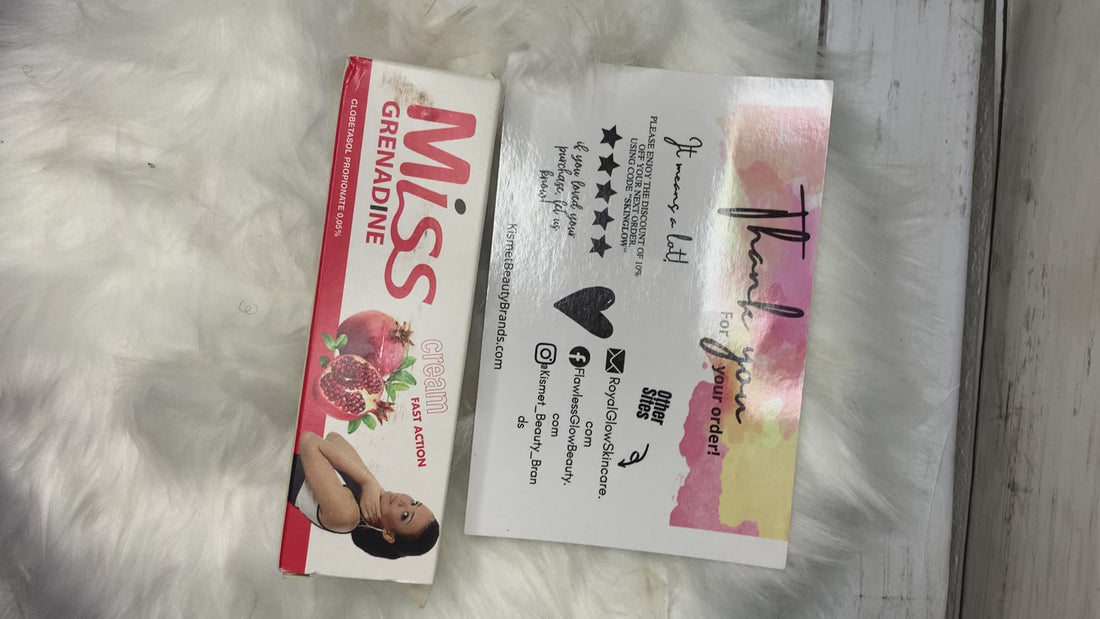 Miss
GRENADINE
CLOBETASOL PROPIONATE 0,05%
cream
FAST ACTION
Thank you
For your order!
It means a lot!
PLEASE ENJOY THE DISCOUNT OF 10%
OFF YOUR NEXT ORDER.
USING CODE "SKINGLOW"
if you loved your
purchase, let us
know!
KismetBeautyBrands.com
Other
sites
RoyalGlowSkincare.
com
FlawlessGlowBeauty.
com
@Kismet_Beauty_Bran
ds